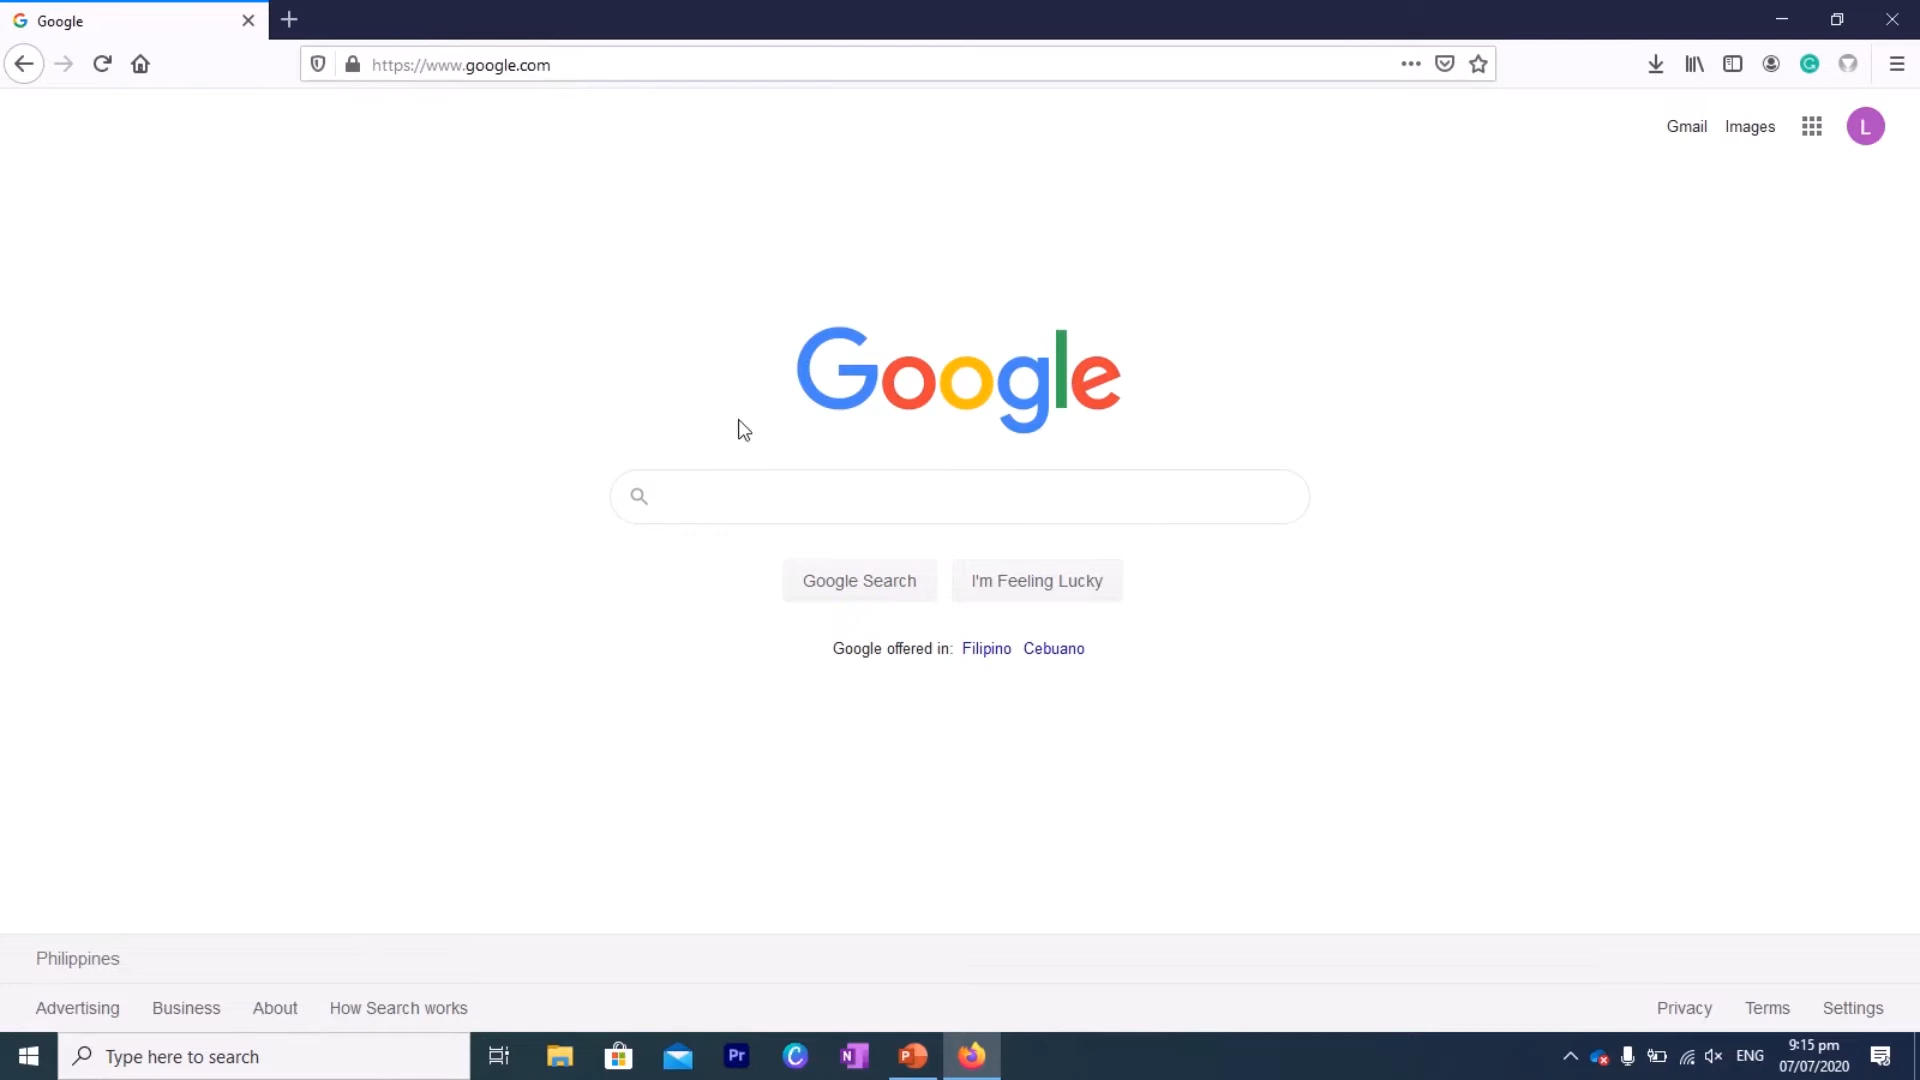 Google
https://www.google.com
Gmail Images
L
Google
Google Search I'm Feeling Lucky
Google offered in: Filipino Cebuano
Philippines
Advertising Business About How Search works
Privacy Terms Settings
Type here to search
Pr
C
N
P
ENG
9:15 pm
07/07/2020